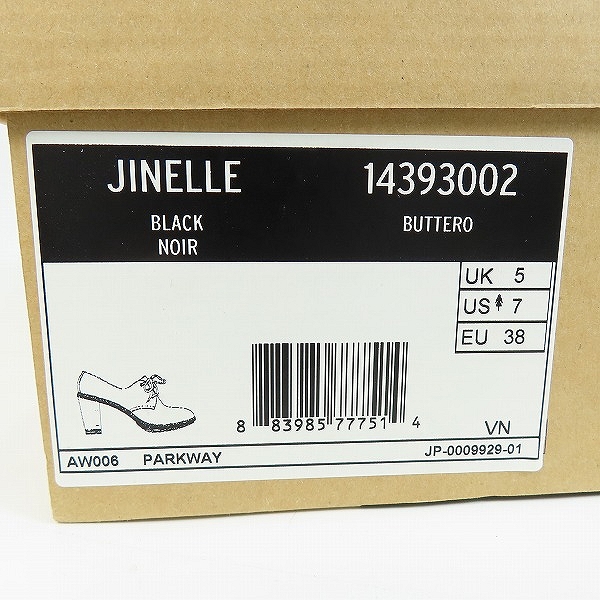 JINELLE 14393002
BLACK BUTTERO
NOIR
UK 5
US 7
EU 38
8 83985 77751 4
VN
AW006 PARKWAY JP-0009929-01